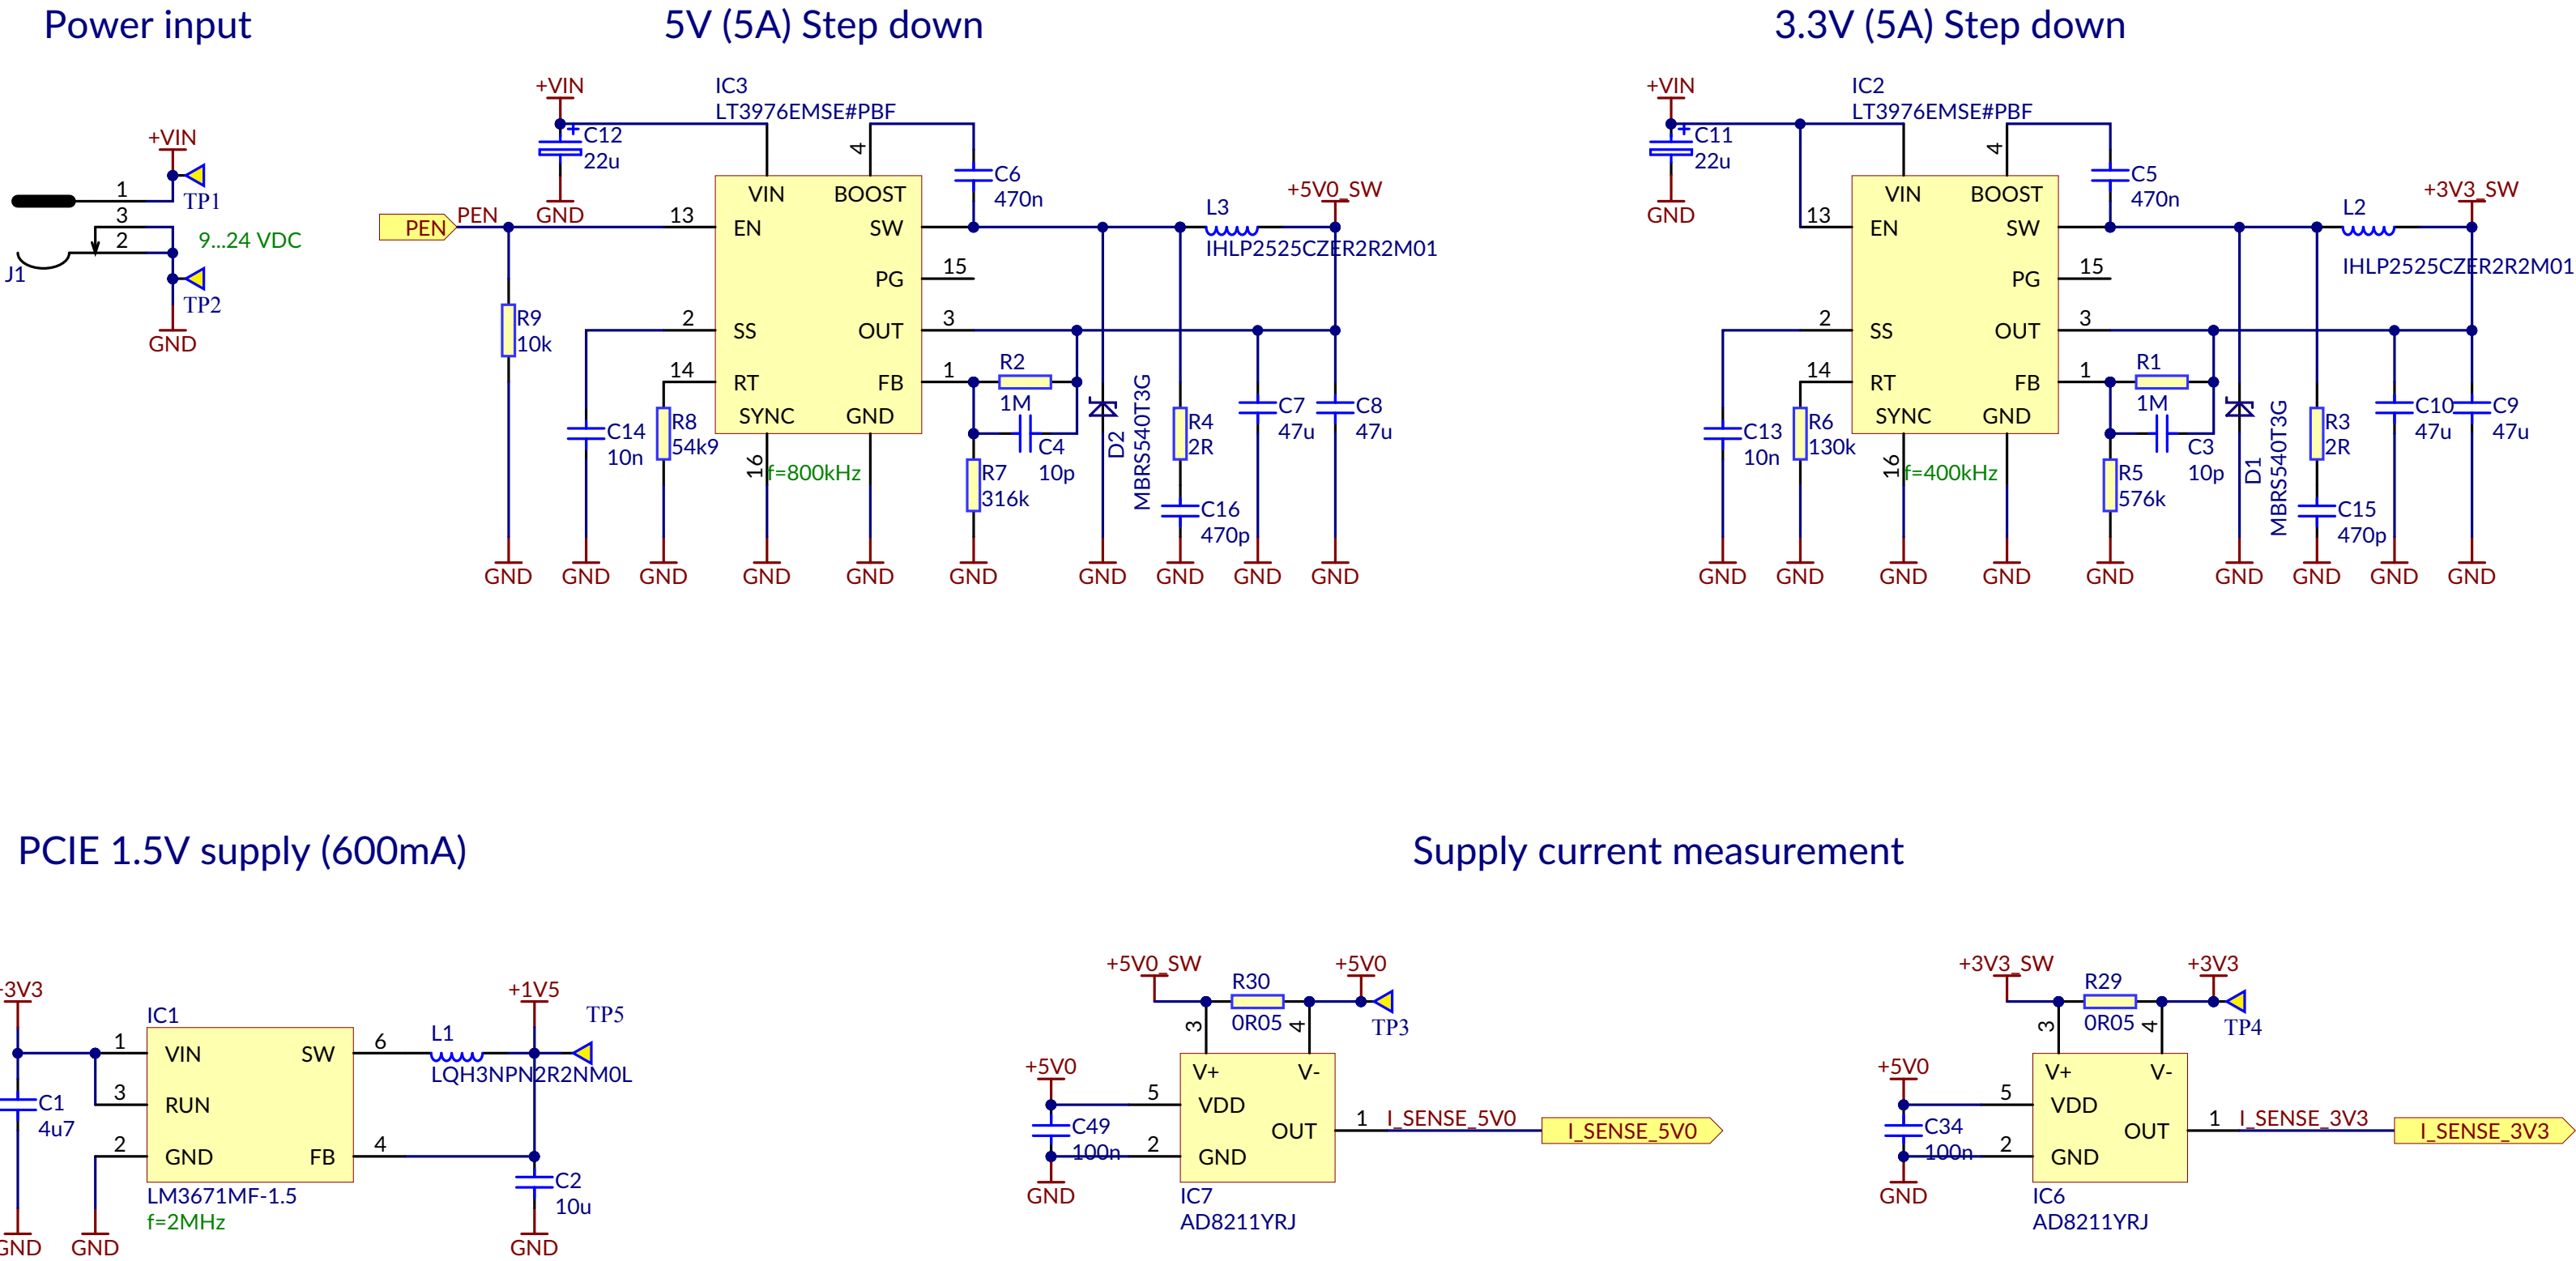 Power input
5V (5A) Step down
3.3V (5A) Step down
+VIN
TP1
1
3
2
9...24 VDC
J1
TP2
GND
+VIN
C12
22u
GND
IC3
LT3976EMSE#PBF
4
C6
470n
VIN
BOOST
PEN
PEN
13
EN
SW
L3
IHLP2525CZER2R2M01
+5V0_SW
PG
15
R9
10k
2
SS
OUT
3
14
RT
FB
1
R2
1M
SYNC
GND
C14
10n
R8
54k9
16
f=800kHz
C4
10p
R7
316k
D2
MBRS540T3G
R4
2R
C16
470p
C7
47u
C8
47u
GND
GND
GND
GND
GND
GND
GND
GND
GND
GND
+VIN
C11
22u
GND
IC2
LT3976EMSE#PBF
4
C5
470n
VIN
BOOST
13
EN
SW
L2
IHLP2525CZER2R2M01
+3V3_SW
PG
15
2
SS
OUT
3
14
RT
FB
1
R1
1M
SYNC
GND
C13
10n
R6
130k
16
f=400kHz
C3
10p
R5
576k
D1
MBRS540T3G
R3
2R
C15
470p
C10
47u
C9
47u
GND
GND
GND
GND
GND
GND
GND
GND
GND
PCIE 1.5V supply (600mA)
Supply current measurement
+3V3
IC1
+1V5
TP5
1
VIN
SW
6
L1
LQH3NPN2R2NM0L
C1
4u7
3
RUN
2
GND
FB
4
LM3671MF-1.5
f=2MHz
C2
10u
GND
GND
GND
+5V0_SW
R30
0R05
+5V0
TP3
3
4
+5V0
V+
V-
5
VDD
C49
100n
OUT
1
I_SENSE_5V0
I_SENSE_5V0
2
GND
GND
IC7
AD8211YRJ
+3V3_SW
R29
0R05
+3V3
TP4
3
4
+5V0
V+
V-
5
VDD
C34
100n
OUT
1
I_SENSE_3V3
I_SENSE_3V3
2
GND
GND
IC6
AD8211YRJ